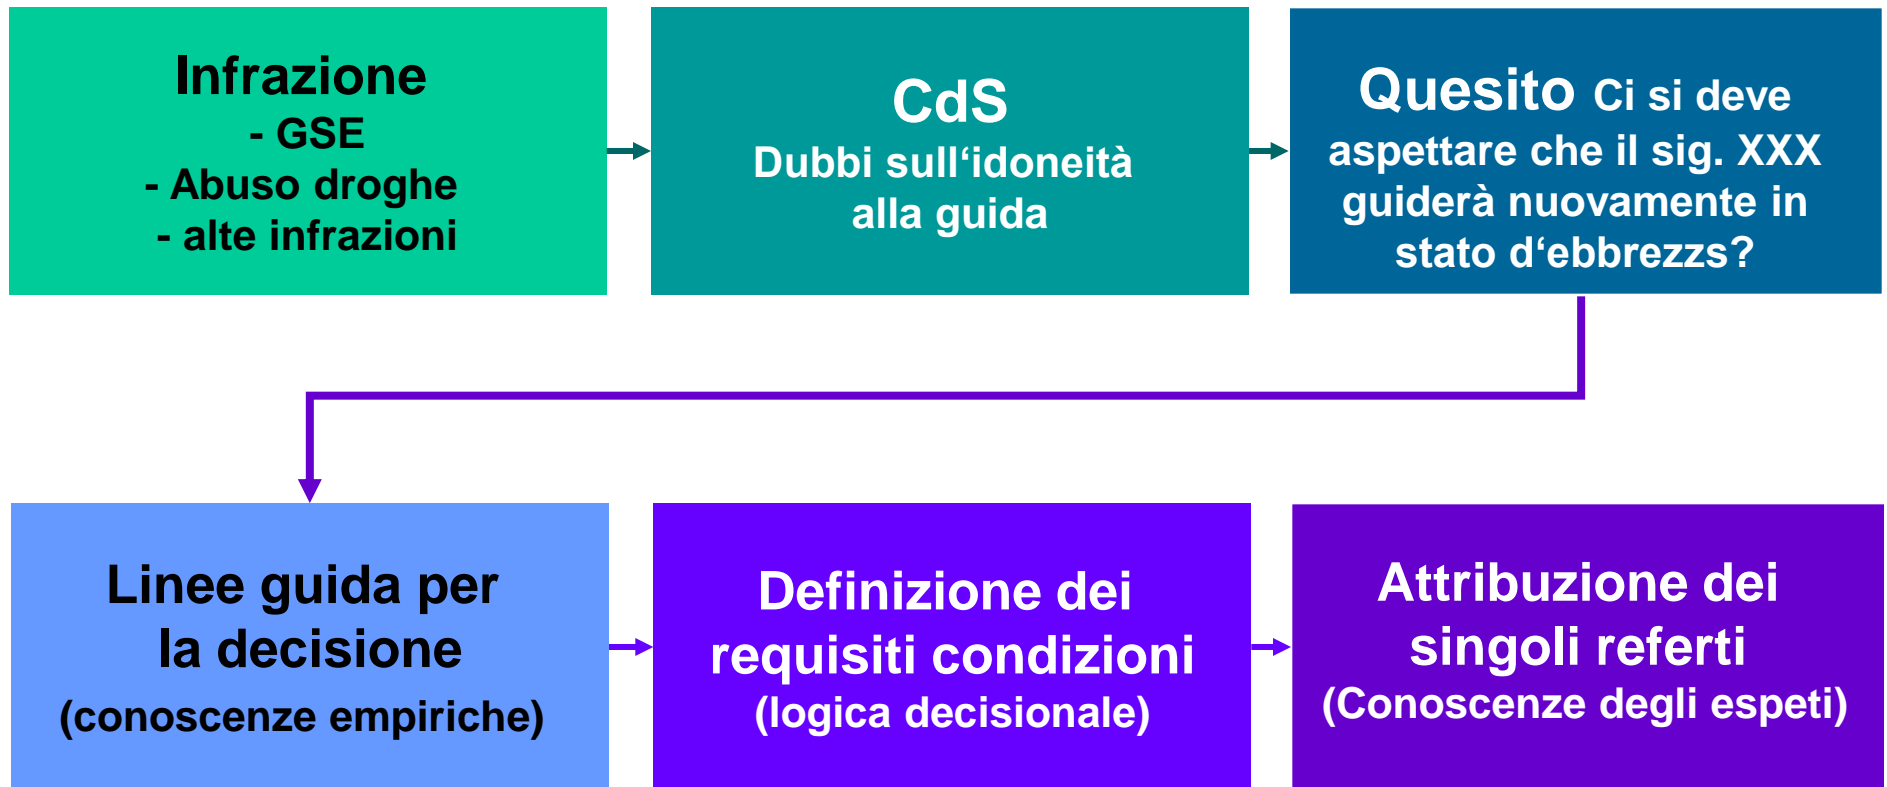 Infrazione
- GSE
- Abuso droghe
- alte infrazioni
CdS
Dubbi sull‘idoneità
alla guida
Quesito Ci si deve
aspettare che il sig. XXX
guiderà nuovamente in
stato d‘ebbrezzs?
Linee guida per
la decisione
(conoscenze empiriche)
Definizione dei
requisiti condizioni
(logica decisionale)
Attribuzione dei
singoli referti
(Conoscenze degli espeti)